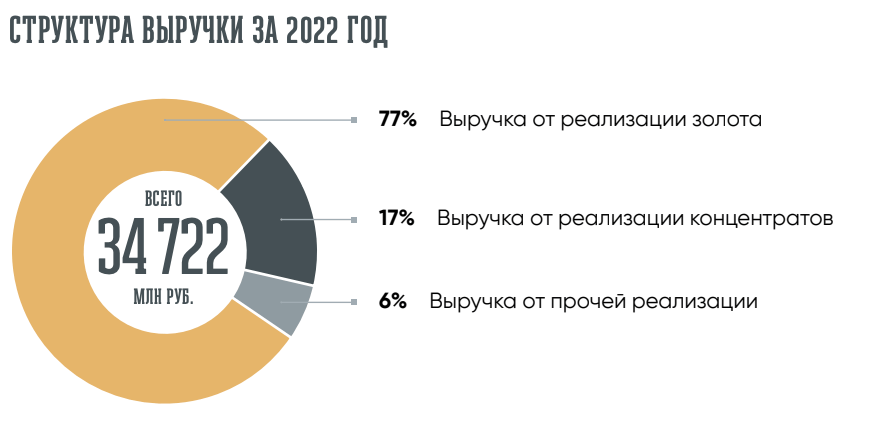 СТРУКТУРА ВЫРУЧКИ ЗА 2022 ГОД
77% Выручка от реализации золота
ВСЕГО
34 722
МЛН РУБ.
17% Выручка от реализации концентратов
6% Выручка от прочей реализации